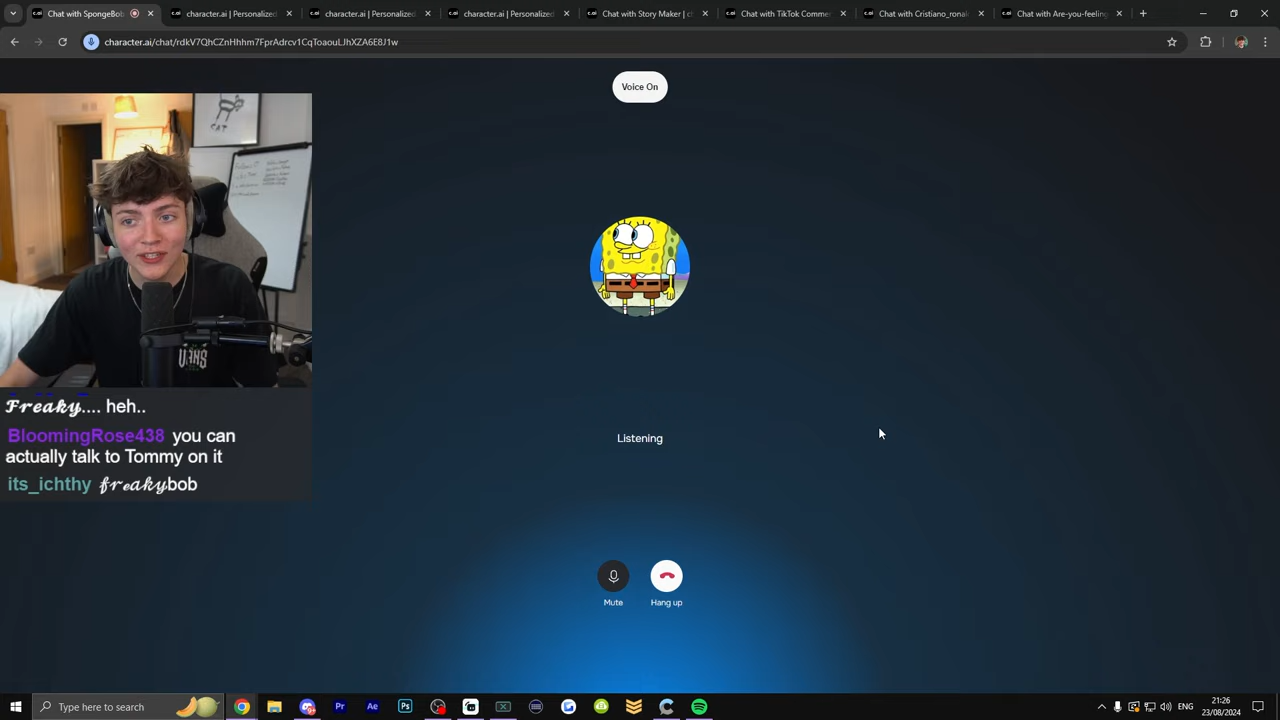 Chat with SpongeBob
character.ai | Personalized
character.ai | Personalized
character.ai | Personalized
Chat with Story Maker | c
Chat with TikTok Comme
Chat with Cristiano_rona
Chat with Are-you-feeling
character.ai/chat/rdkV7QhCZnHhhm7FprAdrcv1CqToaouLJhXZA6E8J1w
Voice On
CAT
𝓕𝓻𝓮𝓪𝓴𝔂.... heh..
BloomingRose438 you can
actually talk to Tommy on it
its_ichthy 𝓯𝓻𝓮𝓪𝓴𝔂bob
Listening
Mute
Hang up
Type here to search
ENG
21:26
23/08/2024